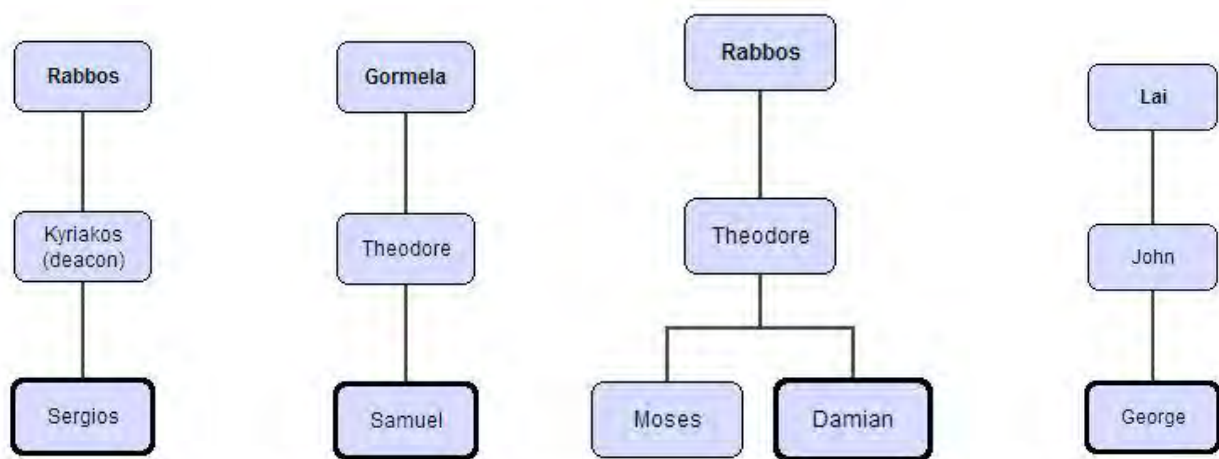 Rabbos
Kyriakos
(deacon)
Sergios
Gormela
Theodore
Samuel
Rabbos
Theodore
Moses
Damian
Lai
John
George